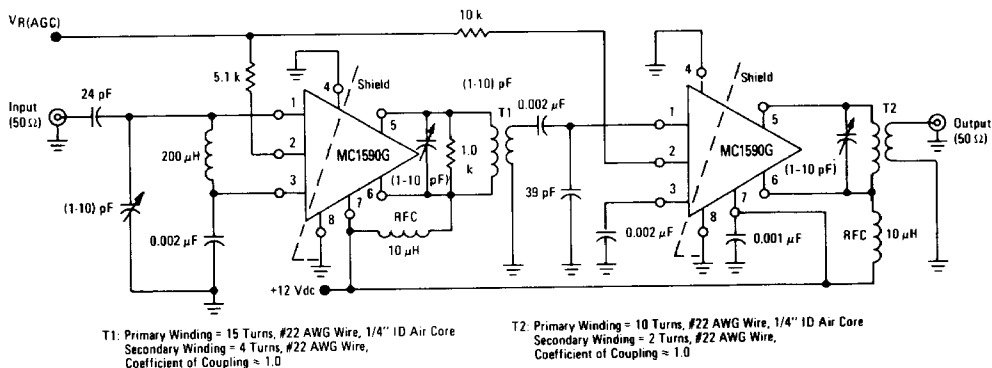 VR(AGC)
10 k
5.1 k
4
Shield
(1-10) pF
T1
0.002 µF
4
Shield
T2
Input
(50 Ω)
24 pF
1
5
1
5
Output
(50 Ω)
200 µH
2
MC1590G
1.0
k
2
MC1590G
(1-10) pF
3
6
(1-10 pF)
39 pF
3
6
(1-10 pF)
8
7
RFC
8
7
0.002 µF
10 µH
0.002 µF
0.001 µF
RFC
10 µH
+12 Vdc
T1: Primary Winding = 15 Turns, #22 AWG Wire, 1/4" ID Air Core
Secondary Winding = 4 Turns, #22 AWG Wire,
Coefficient of Coupling ≈ 1.0
T2: Primary Winding = 10 Turns, #22 AWG Wire, 1/4" ID Air Core
Secondary Winding = 2 Turns, #22 AWG Wire,
Coefficient of Coupling ≈ 1.0